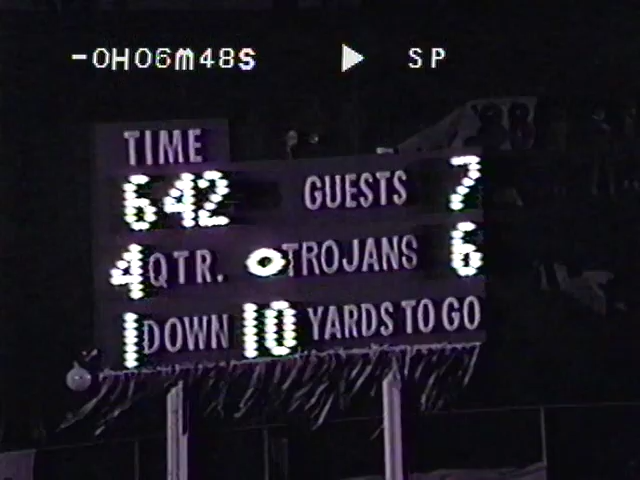 -0H06m48s ▶ SP
TIME
642 GUESTS 7
4 QTR. TROJANS 6
1 DOWN 10 YARDS TO GO